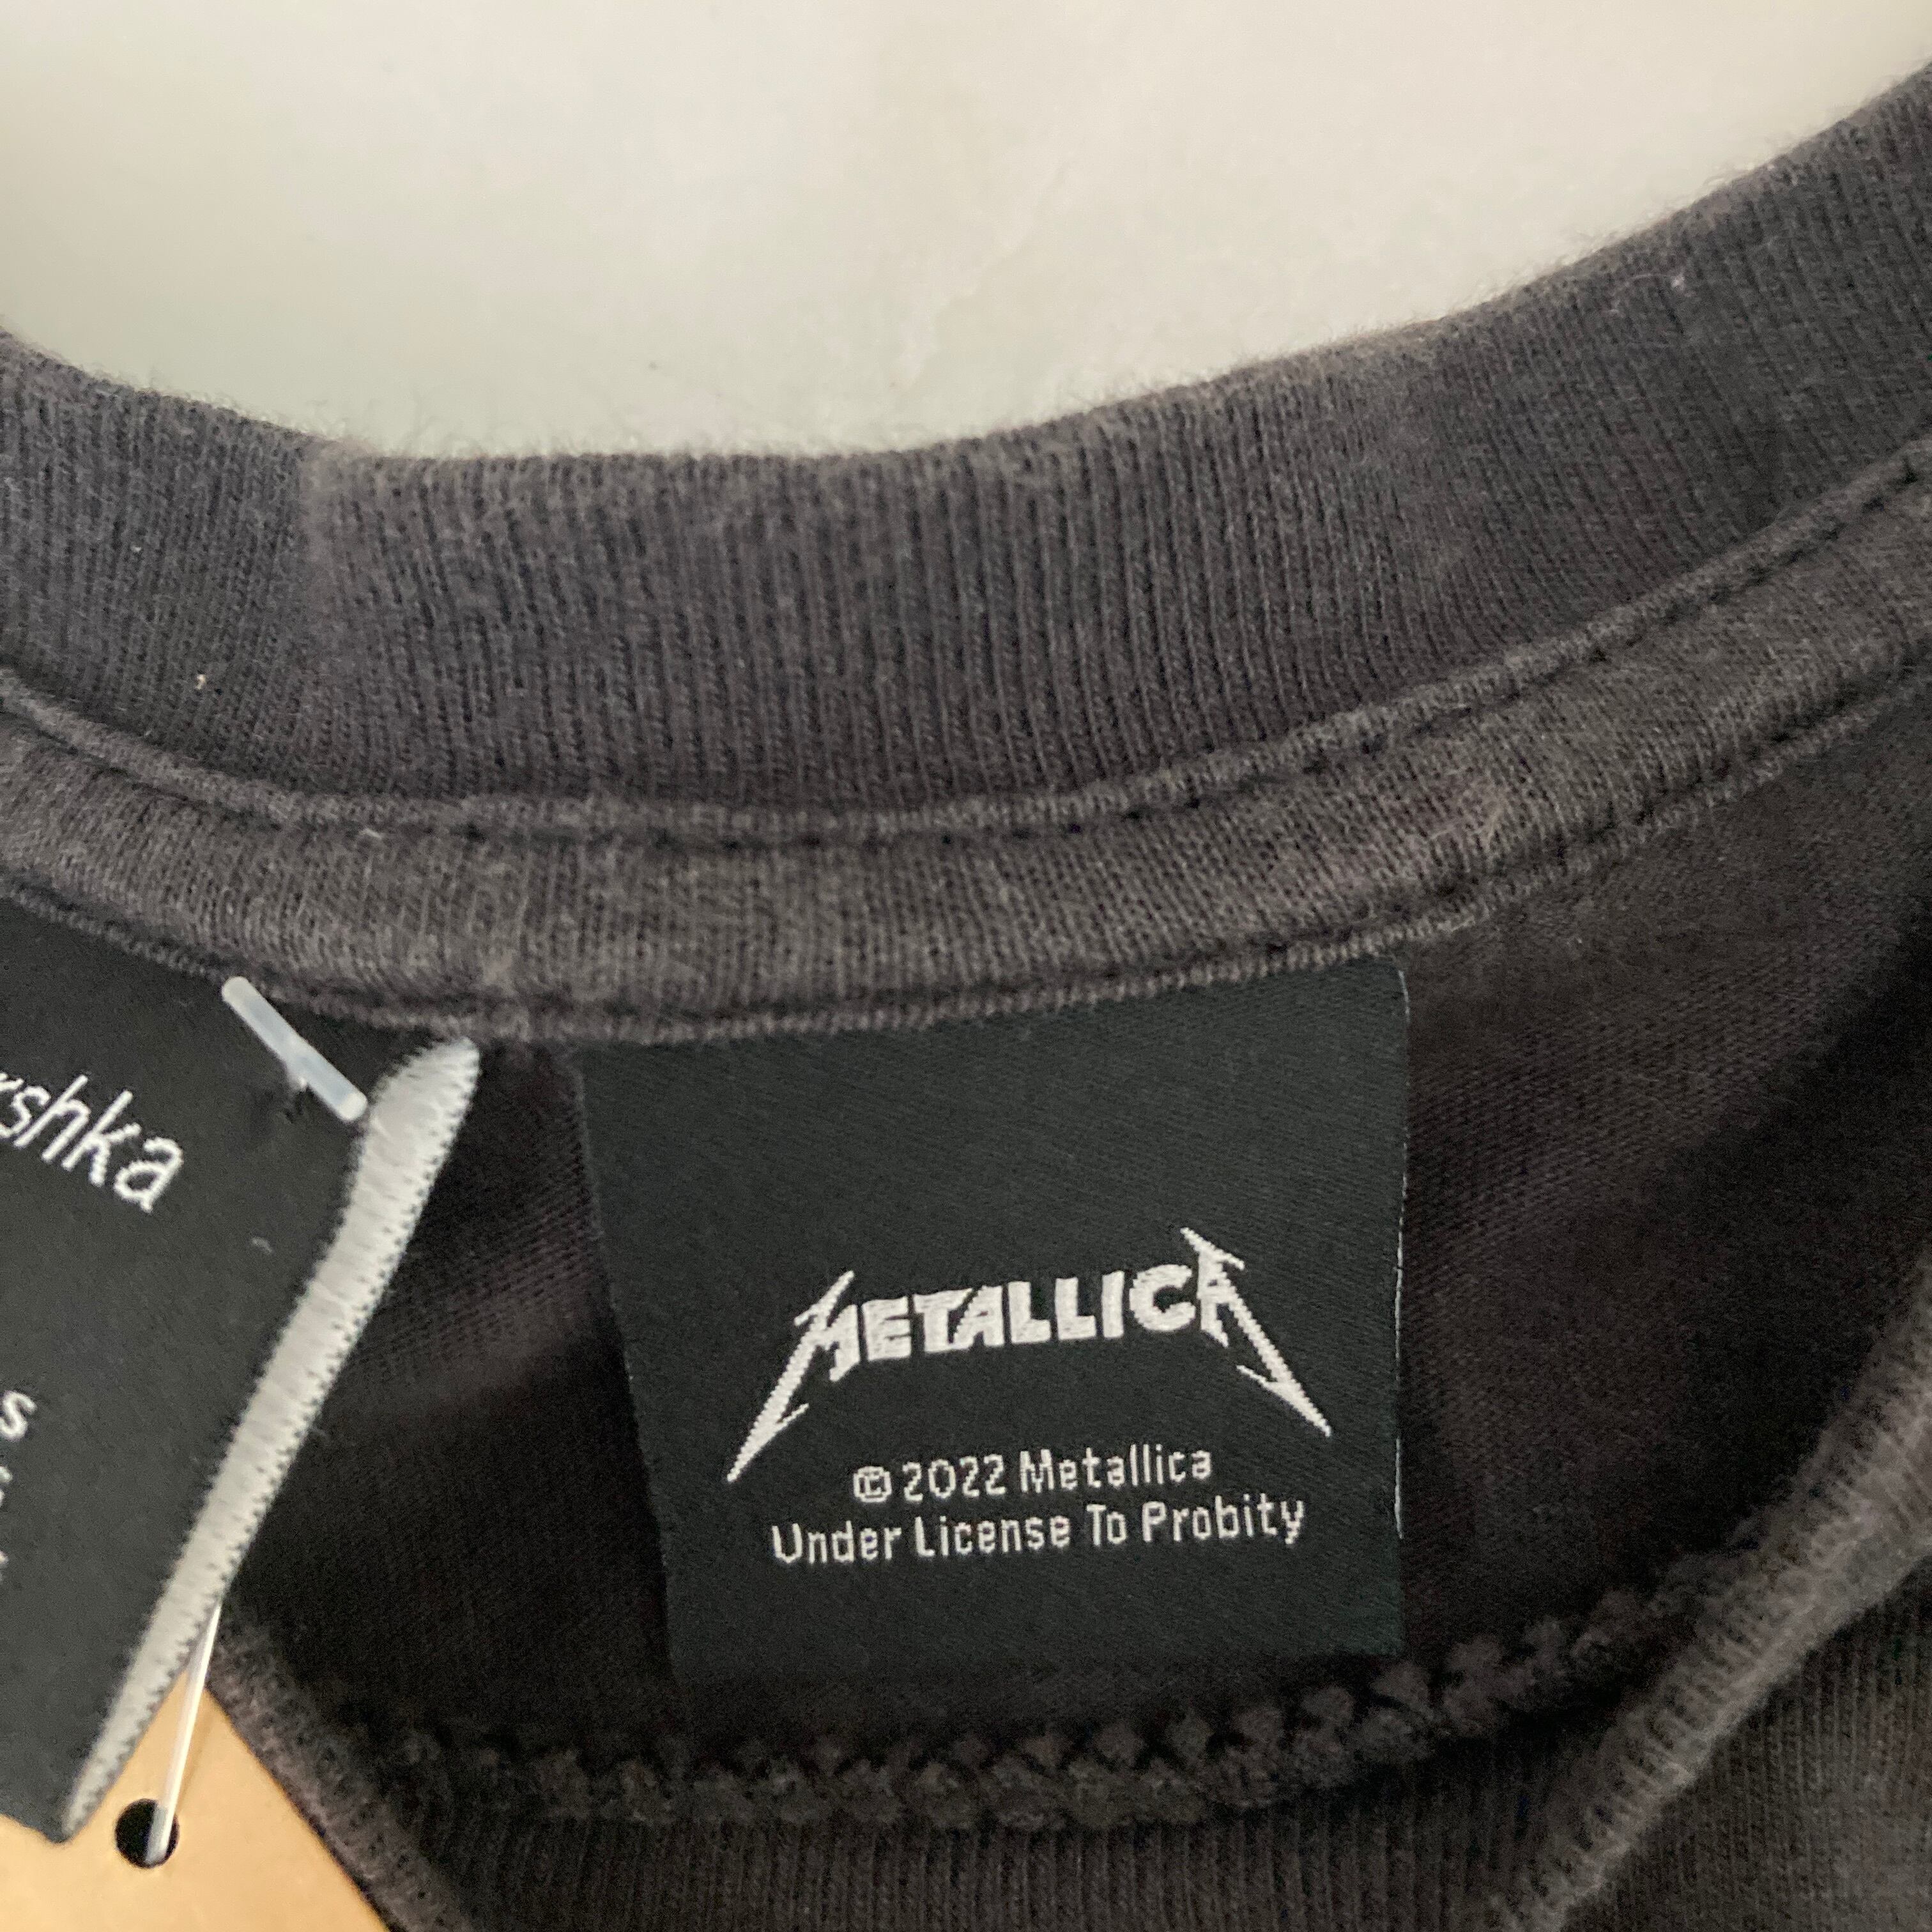 rshka
s
METALLICA
© 2022 Metallica
Under License To Probity